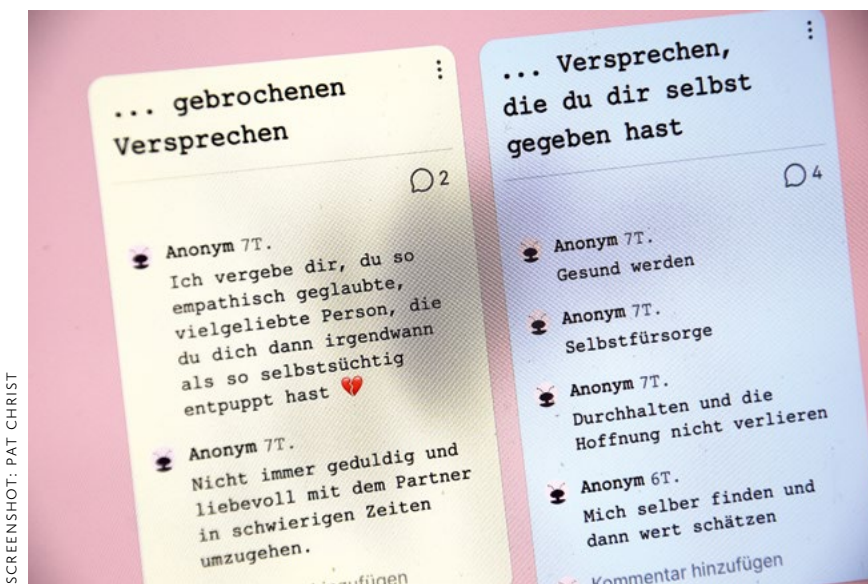 ... gebrochenen
Versprechen
2
Anonym 7T.
Ich vergebe dir, du so
empathisch geglaubte,
vielgeliebte Person, die
du dich dann irgendwann
als so selbstsüchtig
entpuppt hast 💔
Anonym 7T.
Nicht immer geduldig und
liebevoll mit dem Partner
in schwierigen Zeiten
umzugehen.
... Versprechen,
die du dir selbst
gegeben hast
4
Anonym 7T.
Gesund werden
Anonym 7T.
Selbstfürsorge
Anonym 7T.
Durchhalten und die
Hoffnung nicht verlieren
Anonym 6T.
Mich selber finden und
dann wert schätzen
Kommentar hinzufügen
SCREENSHOT: PAT CHRIST